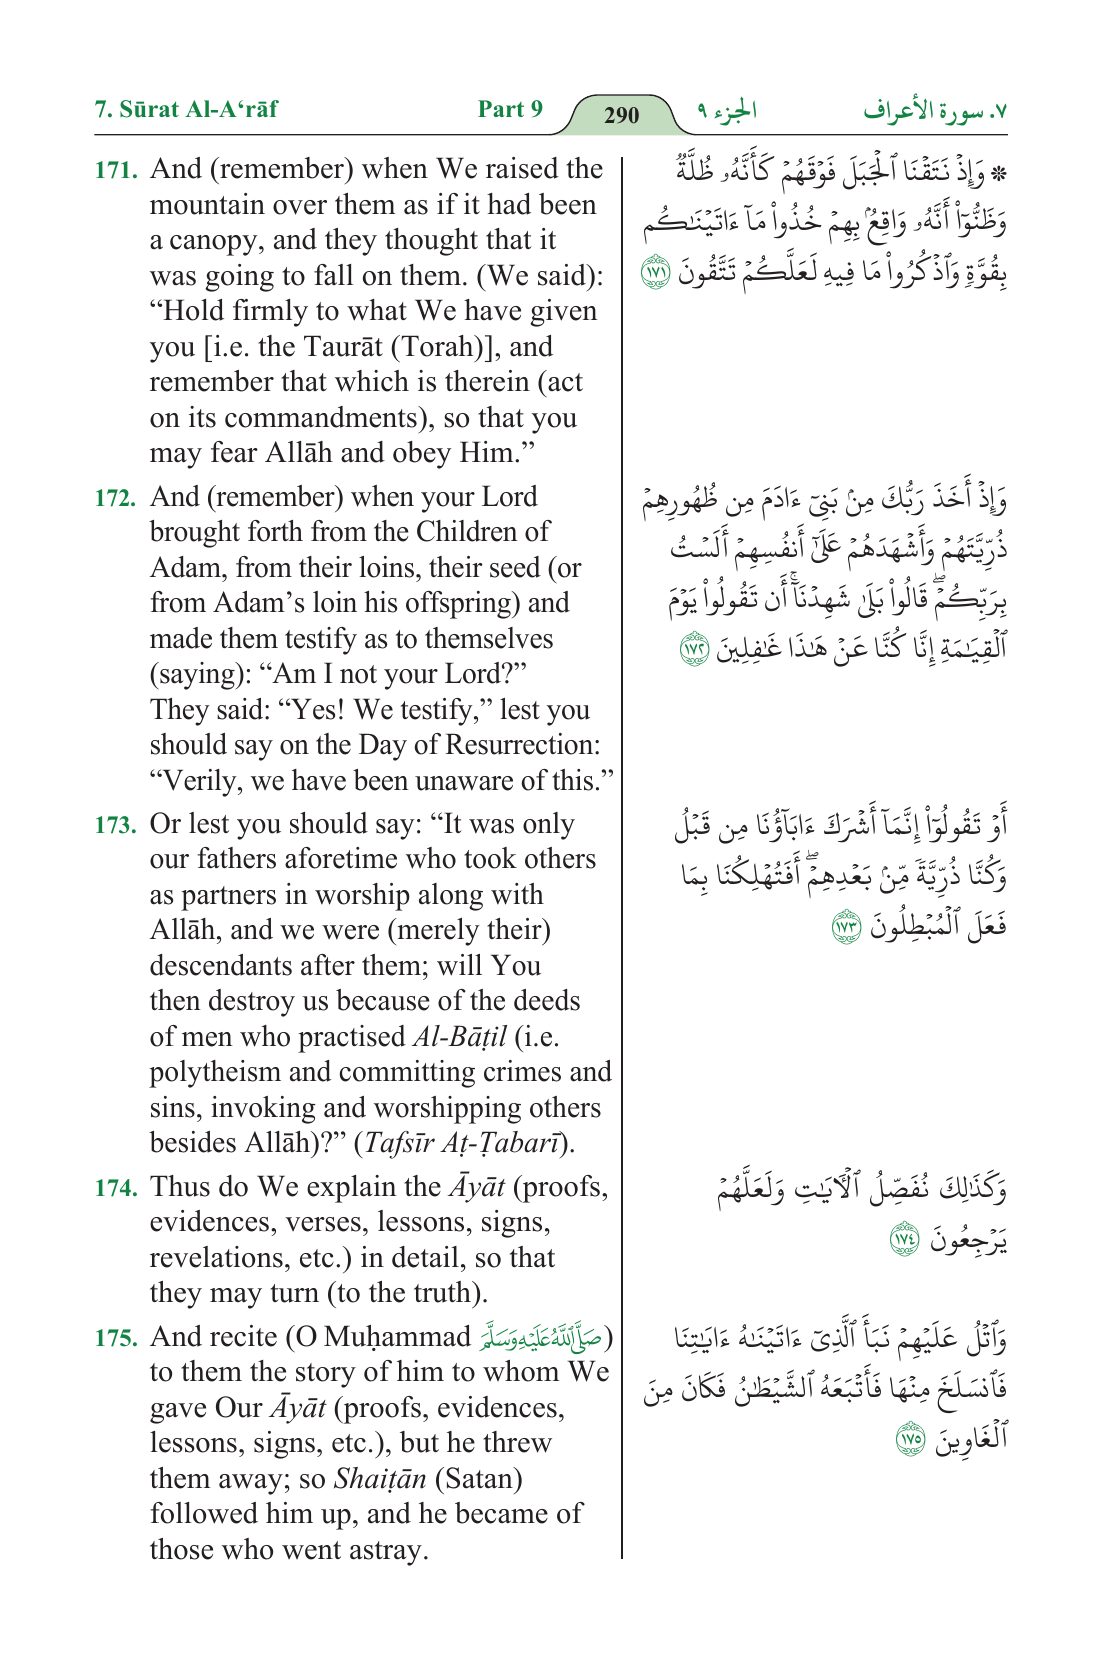 7. Sūrat Al-A‘rāf Part 9 290 الجزء ٩ ٧. سورة الأعراف
171. And (remember) when We raised the
mountain over them as if it had been
a canopy, and they thought that it
was going to fall on them. (We said):
“Hold firmly to what We have given
you [i.e. the Taurāt (Torah)], and
remember that which is therein (act
on its commandments), so that you
may fear Allāh and obey Him.”
۞ وَإِذۡ نَتَقۡنَا ٱلۡجَبَلَ فَوۡقَهُمۡ كَأَنَّهُۥ ظُلَّةٞ
وَظَنُّوٓاْ أَنَّهُۥ وَاقِعُۢ بِهِمۡ خُذُواْ مَآ ءَاتَيۡنَٰكُم
بِقُوَّةٖ وَٱذۡكُرُواْ مَا فِيهِ لَعَلَّكُمۡ تَتَّقُونَ ١٧١
172. And (remember) when your Lord
brought forth from the Children of
Adam, from their loins, their seed (or
from Adam’s loin his offspring) and
made them testify as to themselves
(saying): “Am I not your Lord?”
They said: “Yes! We testify,” lest you
should say on the Day of Resurrection:
“Verily, we have been unaware of this.”
وَإِذۡ أَخَذَ رَبُّكَ مِنۢ بَنِيٓ ءَادَمَ مِن ظُهُورِهِمۡ
ذُرِّيَّتَهُمۡ وَأَشۡهَدَهُمۡ عَلَىٰٓ أَنفُسِهِمۡ أَلَسۡتُ
بِرَبِّكُمۡۖ قَالُواْ بَلَىٰ شَهِدۡنَآۚ أَن تَقُولُواْ يَوۡمَ
ٱلۡقِيَٰمَةِ إِنَّا كُنَّا عَنۡ هَٰذَا غَٰفِلِينَ ١٧٢
173. Or lest you should say: “It was only
our fathers aforetime who took others
as partners in worship along with
Allāh, and we were (merely their)
descendants after them; will You
then destroy us because of the deeds
of men who practised Al-Bāṭil (i.e.
polytheism and committing crimes and
sins, invoking and worshipping others
besides Allāh)?” (Tafsīr Aṭ-Ṭabarī).
أَوۡ تَقُولُوٓاْ إِنَّمَآ أَشۡرَكَ ءَابَآؤُنَا مِن قَبۡلُ
وَكُنَّا ذُرِّيَّةٗ مِّنۢ بَعۡدِهِمۡۖ أَفَتُهۡلِكُنَا بِمَا
فَعَلَ ٱلۡمُبۡطِلُونَ ١٧٣
174. Thus do We explain the Āyāt (proofs,
evidences, verses, lessons, signs,
revelations, etc.) in detail, so that
they may turn (to the truth).
وَكَذَٰلِكَ نُفَصِّلُ ٱلۡأٓيَٰتِ وَلَعَلَّهُمۡ
يَرۡجِعُونَ ١٧٤
175. And recite (O Muḥammad صَلَّى ٱللَّهُ عَلَيۡهِ وَسَلَّمَ)
to them the story of him to whom We
gave Our Āyāt (proofs, evidences,
lessons, signs, etc.), but he threw
them away; so Shaiṭān (Satan)
followed him up, and he became of
those who went astray.
وَٱتۡلُ عَلَيۡهِمۡ نَبَأَ ٱلَّذِيٓ ءَاتَيۡنَٰهُ ءَايَٰتِنَا
فَٱنسَلَخَ مِنۡهَا فَأَتۡبَعَهُ ٱلشَّيۡطَٰنُ فَكَانَ مِنَ
ٱلۡغَاوِينَ ١٧٥